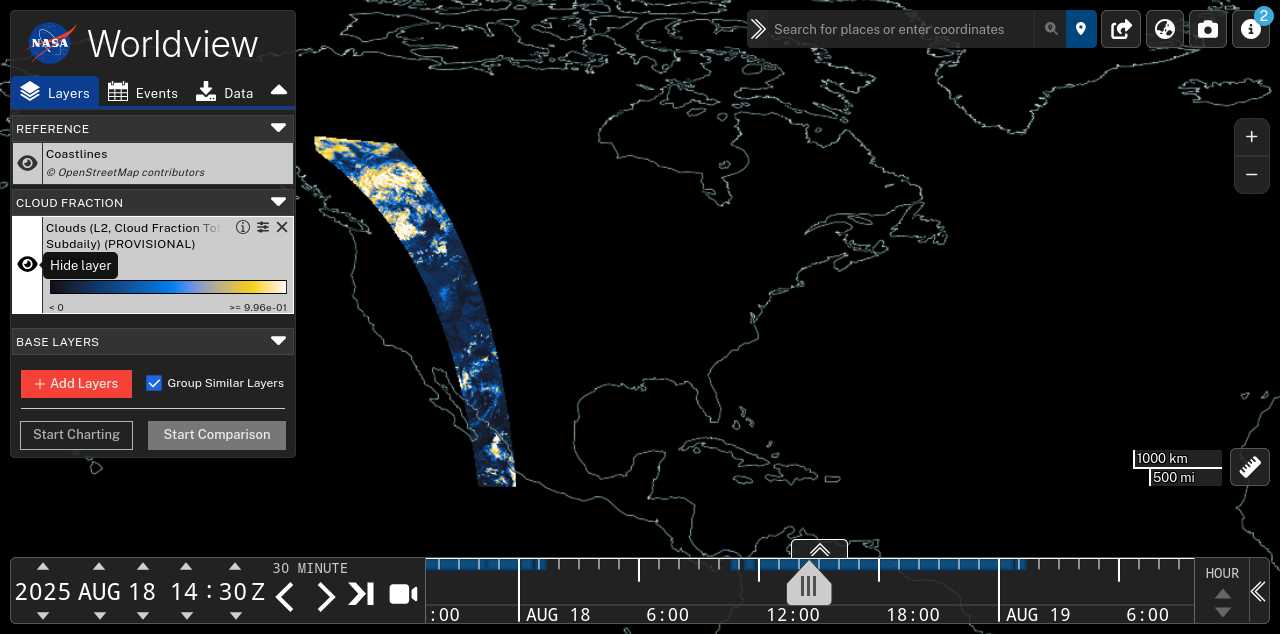 NASA
Worldview
Layers
Events
Data
REFERENCE
Coastlines
© OpenStreetMap contributors
CLOUD FRACTION
Clouds (L2, Cloud Fraction
Subdaily) (PROVISIONAL)
Hide layer
< 0
>= 9.96e-01
BASE LAYERS
+ Add Layers
Group Similar Layers
Start Charting
Start Comparison
Search for places or enter coordinates
2
+
−
1000 km
500 mi
2025 AUG 18 14 : 30 Z
30 MINUTE
:00
AUG 18
6:00
12:00
18:00
AUG 19
6:00
HOUR